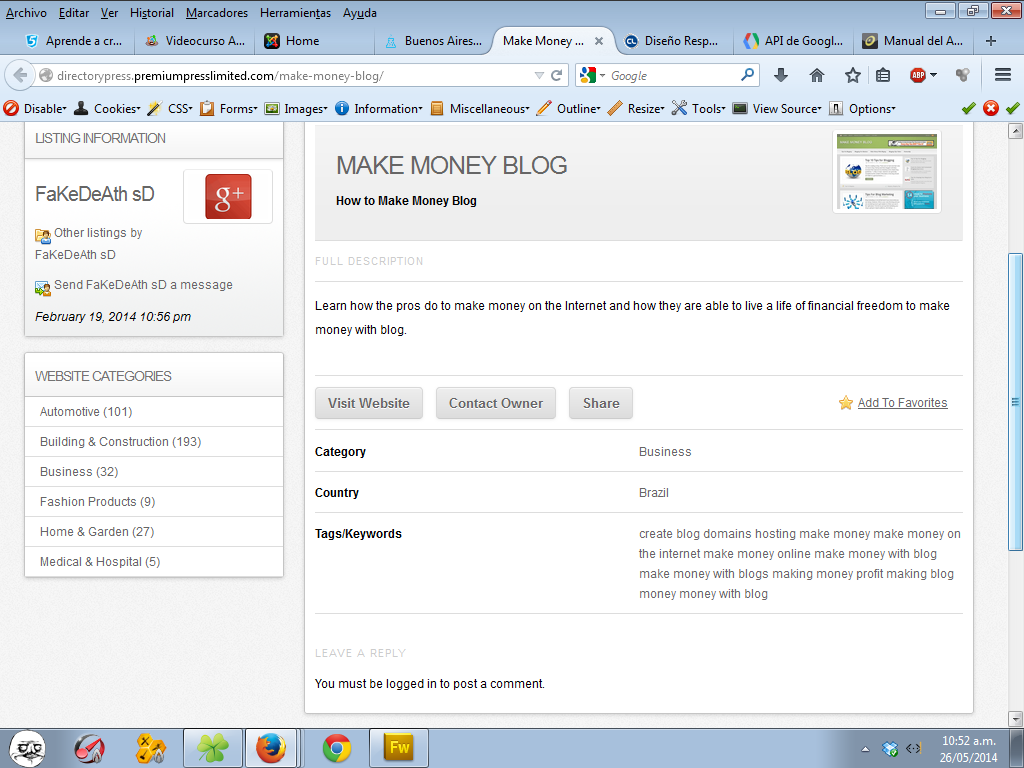 Archivo Editar Ver Historial Marcadores Herramientas Ayuda
Aprende a cr... Videocurso A... Home Buenos Aires... Make Money ... Diseño Resp... API de Googl... Manual del A...
directorypress.premiumpresslimited.com/make-money-blog/ Google ABP
Disable Cookies CSS Forms Images Information Miscellaneous Outline Resize Tools View Source Options
LISTING INFORMATION
FaKeDeAth sD
g+
Other listings by
FaKeDeAth sD
Send FaKeDeAth sD a message
February 19, 2014 10:56 pm
WEBSITE CATEGORIES
Automotive (101)
Building & Construction (193)
Business (32)
Fashion Products (9)
Home & Garden (27)
Medical & Hospital (5)
MAKE MONEY BLOG
How to Make Money Blog
FULL DESCRIPTION
Learn how the pros do to make money on the Internet and how they are able to live a life of financial freedom to make
money with blog.
Visit Website Contact Owner Share Add To Favorites
Category Business
Country Brazil
Tags/Keywords create blog domains hosting make money make money on
the internet make money online make money with blog
make money with blogs making money profit making blog
money money with blog
LEAVE A REPLY
You must be logged in to post a comment.
Fw
10:52 a.m.
26/05/2014